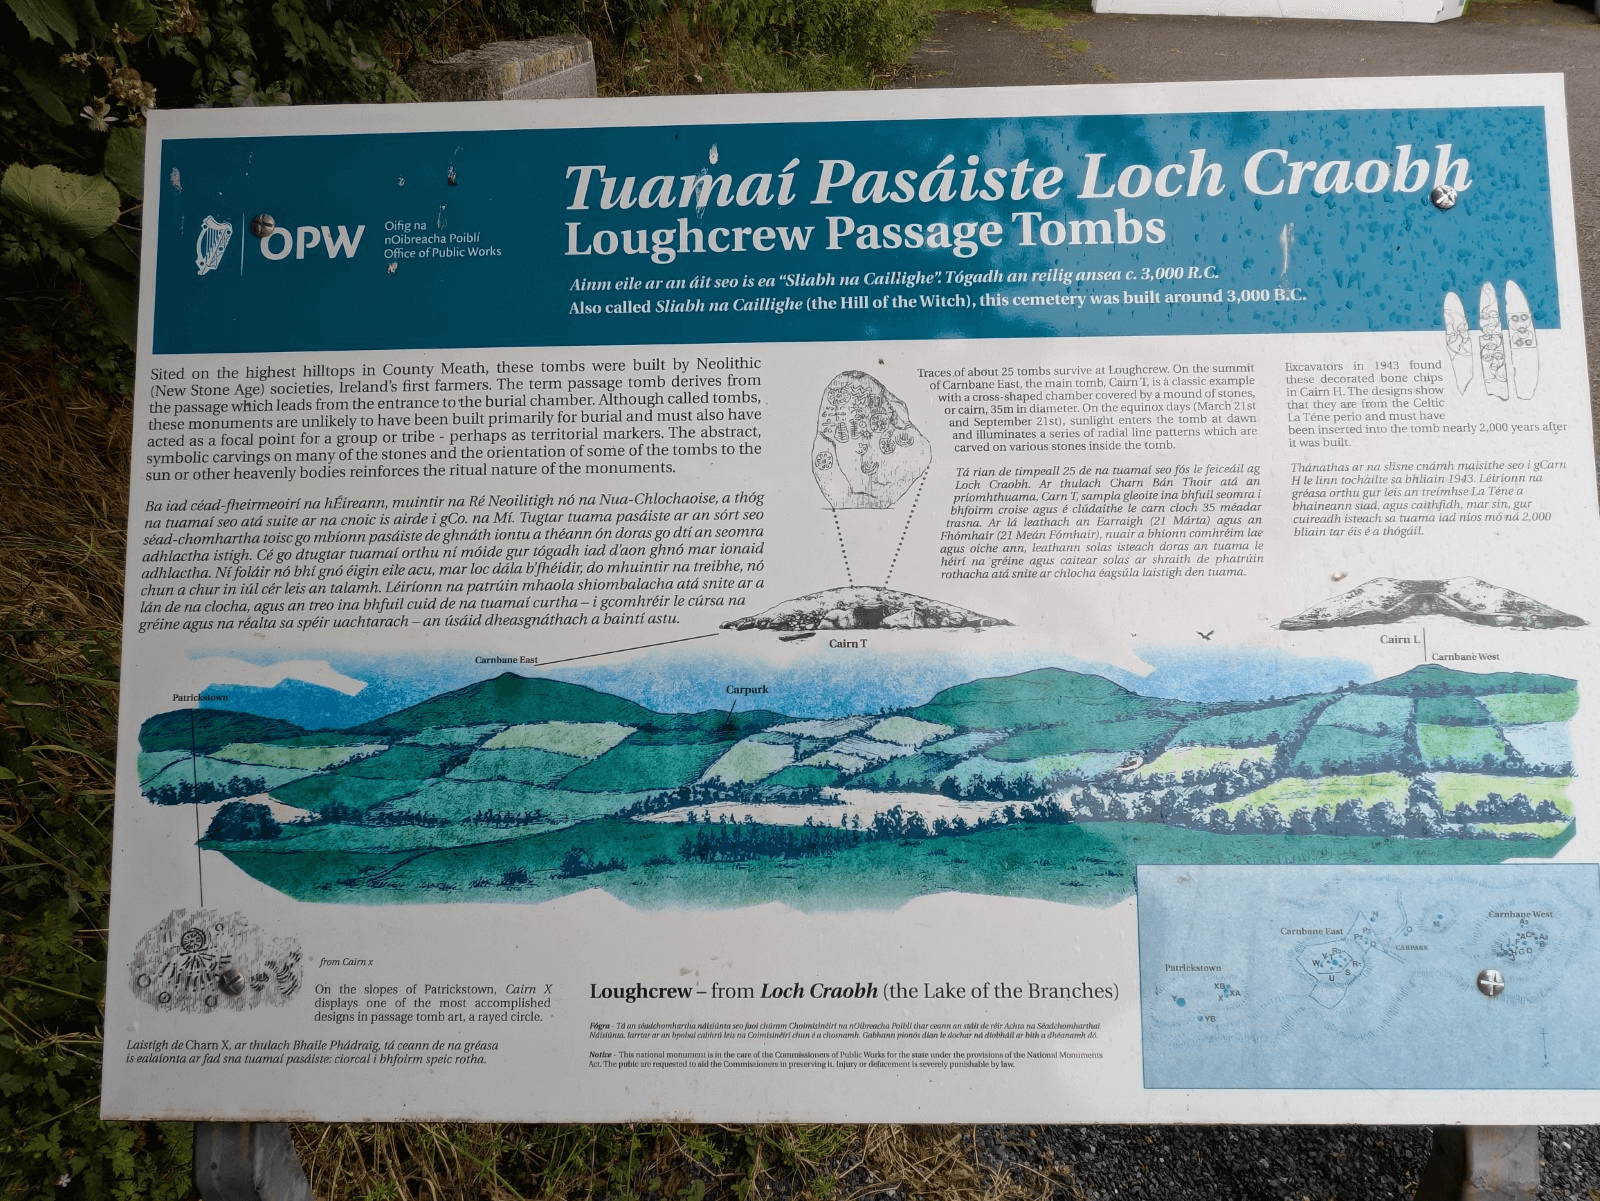 OPW
Oifig na
nOibreacha Poiblí
Office of Public Works
Tuamaí Pasáiste Loch Craobh
Loughcrew Passage Tombs
Ainm eile ar an áit seo is ea “Sliabh na Caillighe”. Tógadh an reilig ansea c. 3,000 R.C.
Also called Sliabh na Caillighe (the Hill of the Witch), this cemetery was built around 3,000 B.C.
Sited on the highest hilltops in County Meath, these tombs were built by Neolithic
(New Stone Age) societies, Ireland's first farmers. The term passage tomb derives from
the passage which leads from the entrance to the burial chamber. Although called tombs,
these monuments are unlikely to have been built primarily for burial and must also have
acted as a focal point for a group or tribe - perhaps as territorial markers. The abstract,
symbolic carvings on many of the stones and the orientation of some of the tombs to the
sun or other heavenly bodies reinforces the ritual nature of the monuments.
Ba iad céad-fheirmeoirí na hÉireann, muintir na Ré Neoilitigh nó na Nua-Chlochaoise, a thóg
na tuamaí seo atá suite ar na cnoic is airde i gCo. na Mí. Tugtar tuama pasáiste ar an sórt seo
séad-chomhartha toisc go mbíonn pasáiste de ghnáth iontu a théann ón doras go dtí an seomra
adhlactha istigh. Cé go dtugtar tuamaí orthu ní móide gur tógadh iad d'aon ghnó mar ionaid
adhlactha. Ní foláir nó bhí gnó éigin eile acu, mar loc dála b'fhéidir, do mhuintir na treibhe, nó
chun a chur in iúl cér leis an talamh. Léiríonn na patrúin mhaola shiombalacha atá snite ar a
lán de na clocha, agus an treo ina bhfuil cuid de na tuamaí curtha – i gcomhréir le cúrsa na
gréine agus na réalta sa spéir uachtarach – an úsáid dheasgnáthach a baintí astu.
Traces of about 25 tombs survive at Loughcrew. On the summit
of Carnbane East, the main tomb, Cairn T, is a classic example
with a cross-shaped chamber covered by a mound of stones,
or cairn, 35m in diameter. On the equinox days (March 21st
and September 21st), sunlight enters the tomb at dawn
and illuminates a series of radial line patterns which are
carved on various stones inside the tomb.
Tá rian de timpeall 25 de na tuamaí seo fós le feiceáil ag
Loch Craobh. Ar thulach Charn Bán Thoir atá an
príomhthuama, Carn T, sampla gleoite ina bhfuil seomra i
bhfoirm croise agus é clúdaithe le carn cloch 35 méadar
trasna. Ar lá leathach an Earraigh (21 Márta) agus an
Fhómhair (21 Meán Fómhair), nuair a bhíonn comhréim lae
agus oíche ann, leathann solas isteach doras an tuama le
héirí na gréine agus caitear solas ar shraith de phatrúin
rothacha atá snite ar chlocha éagsúla laistigh den tuama.
Excavators in 1943 found
these decorated bone chips
in Cairn H. The designs show
that they are from the Celtic
La Téne perio and must have
been inserted into the tomb nearly 2,000 years after
it was built.
Thánathas ar na slisne cnámh maisithe seo i gCarn
H le linn tochailte sa bhliain 1943. Léiríonn na
gréasa orthu gur leis an treimhse La Téne a
bhaineann siad, agus caithfidh, mar sin, gur
cuireadh isteach sa tuama iad níos mó ná 2,000
bliain tar éis é a thógáil.
Cairn T
Cairn L
Carnbane East
Carnbane West
Patrickstown
Carpark
from Cairn x
On the slopes of Patrickstown, Cairn X
displays one of the most accomplished
designs in passage tomb art, a rayed circle.
Laistigh de Charn X, ar thulach Bhaile Phádraig, tá ceann de na gréasa
is ealaíonta ar fad sna tuamaí pasáiste: ciorcal i bhfoirm speic rotha.
Loughcrew – from Loch Craobh (the Lake of the Branches)
Fógra - Tá an séadchomhartha náisiúnta seo faoi chúram Choimisinéirí na nOibreacha Poiblí thar ceann an stáit de réir Achta na Séadchomharthaí
Náisiúnta. Iarrtar ar an bpobal cabhrú leis na Coimisinéirí chun é a chosnamh. Gabhann pionós dian le dochar ná díobháil ar bith a dhéanamh dó.
Notice - This national monument is in the care of the Commissioners of Public Works for the state under the provisions of the National Monuments
Act. The pubic are requested to aid the Commissioners in preserving it. Injury or defacement is severely punishable by law.
Carnbane West
Carnbane East
CARPARK
Patrickstown
N
M
W
U
S
Y
XB
X
XA
YB